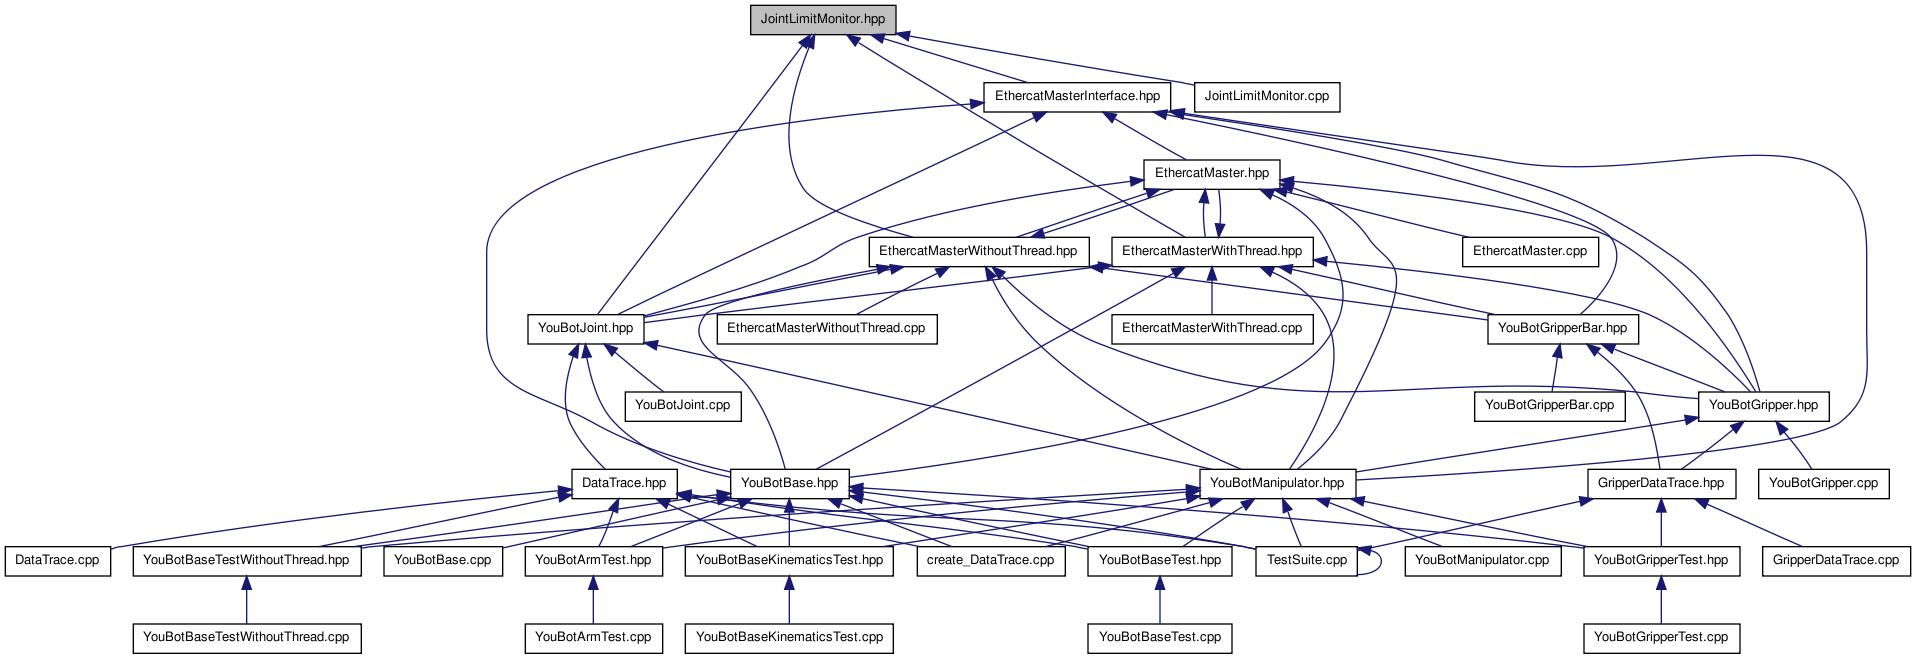 JointLimitMonitor.hpp
EthercatMasterInterface.hpp
JointLimitMonitor.cpp
EthercatMaster.hpp
EthercatMasterWithoutThread.hpp
EthercatMasterWithThread.hpp
EthercatMaster.cpp
YouBotJoint.hpp
EthercatMasterWithoutThread.cpp
EthercatMasterWithThread.cpp
YouBotGripperBar.hpp
YouBotJoint.cpp
YouBotGripperBar.cpp
YouBotGripper.hpp
DataTrace.hpp
YouBotBase.hpp
YouBotManipulator.hpp
GripperDataTrace.hpp
YouBotGripper.cpp
DataTrace.cpp
YouBotBaseTestWithoutThread.hpp
YouBotBase.cpp
YouBotArmTest.hpp
YouBotBaseKinematicsTest.hpp
create_DataTrace.cpp
YouBotBaseTest.hpp
TestSuite.cpp
YouBotManipulator.cpp
YouBotGripperTest.hpp
GripperDataTrace.cpp
YouBotBaseTestWithoutThread.cpp
YouBotArmTest.cpp
YouBotBaseKinematicsTest.cpp
YouBotBaseTest.cpp
YouBotGripperTest.cpp